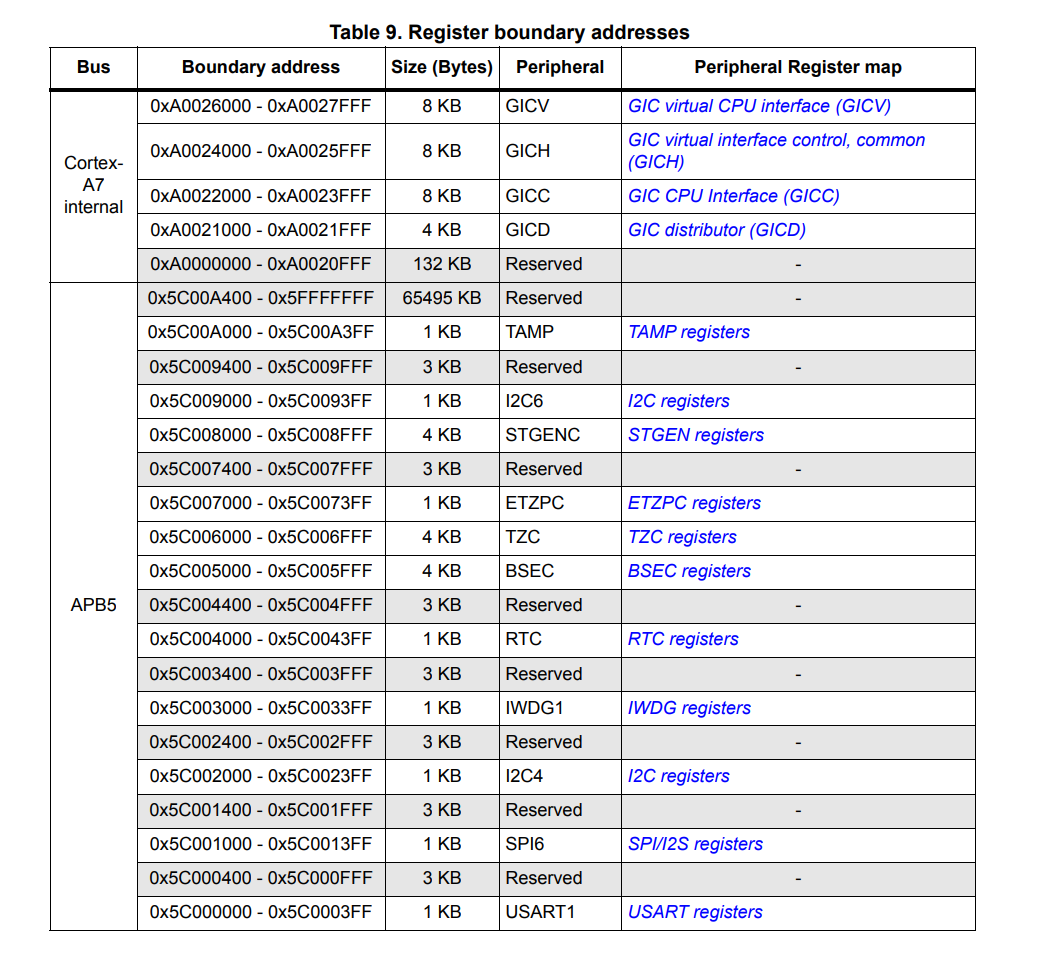 Table 9. Register boundary addresses
Bus Boundary address Size (Bytes) Peripheral Peripheral Register map
Cortex-
A7
internal
0xA0026000 - 0xA0027FFF 8 KB GICV GIC virtual CPU interface (GICV)
0xA0024000 - 0xA0025FFF 8 KB GICH GIC virtual interface control, common
(GICH)
0xA0022000 - 0xA0023FFF 8 KB GICC GIC CPU Interface (GICC)
0xA0021000 - 0xA0021FFF 4 KB GICD GIC distributor (GICD)
0xA0000000 - 0xA0020FFF 132 KB Reserved -
APB5
0x5C00A400 - 0x5FFFFFFF 65495 KB Reserved -
0x5C00A000 - 0x5C00A3FF 1 KB TAMP TAMP registers
0x5C009400 - 0x5C009FFF 3 KB Reserved -
0x5C009000 - 0x5C0093FF 1 KB I2C6 I2C registers
0x5C008000 - 0x5C008FFF 4 KB STGENC STGEN registers
0x5C007400 - 0x5C007FFF 3 KB Reserved -
0x5C007000 - 0x5C0073FF 1 KB ETZPC ETZPC registers
0x5C006000 - 0x5C006FFF 4 KB TZC TZC registers
0x5C005000 - 0x5C005FFF 4 KB BSEC BSEC registers
0x5C004400 - 0x5C004FFF 3 KB Reserved -
0x5C004000 - 0x5C0043FF 1 KB RTC RTC registers
0x5C003400 - 0x5C003FFF 3 KB Reserved -
0x5C003000 - 0x5C0033FF 1 KB IWDG1 IWDG registers
0x5C002400 - 0x5C002FFF 3 KB Reserved -
0x5C002000 - 0x5C0023FF 1 KB I2C4 I2C registers
0x5C001400 - 0x5C001FFF 3 KB Reserved -
0x5C001000 - 0x5C0013FF 1 KB SPI6 SPI/I2S registers
0x5C000400 - 0x5C000FFF 3 KB Reserved -
0x5C000000 - 0x5C0003FF 1 KB USART1 USART registers